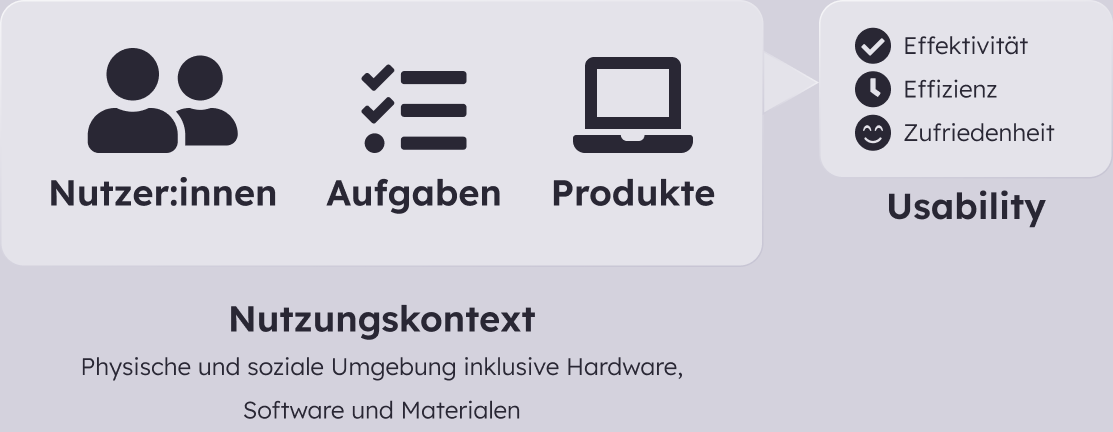 Nutzer:innen
Aufgaben
Produkte
Nutzungskontext
Physische und soziale Umgebung inklusive Hardware,
Software und Materialen
Effektivität
Effizienz
Zufriedenheit
Usability